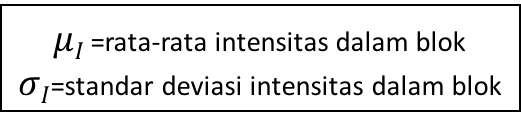 μ_I =rata-rata intensitas dalam blok
σ_I=standar deviasi intensitas dalam blok